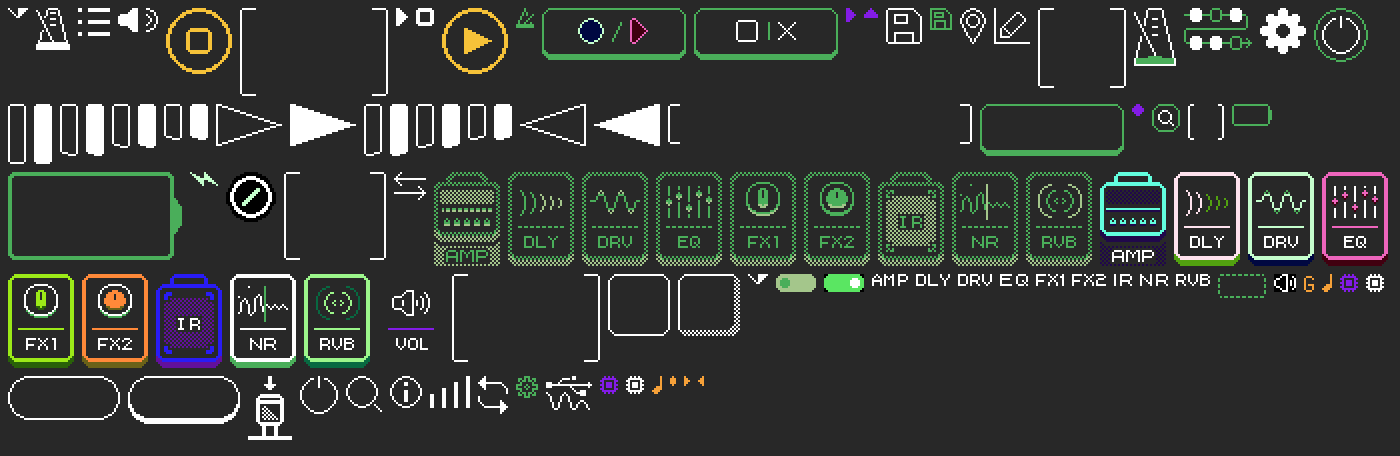 AMP DLY DRV EQ FX1 FX2 IR NR RVB AMP DLY DRV EQ
FX1 FX2 IR NR RVB VOL AMP DLY DRV EQ FX1 FX2 IR NR RVB G